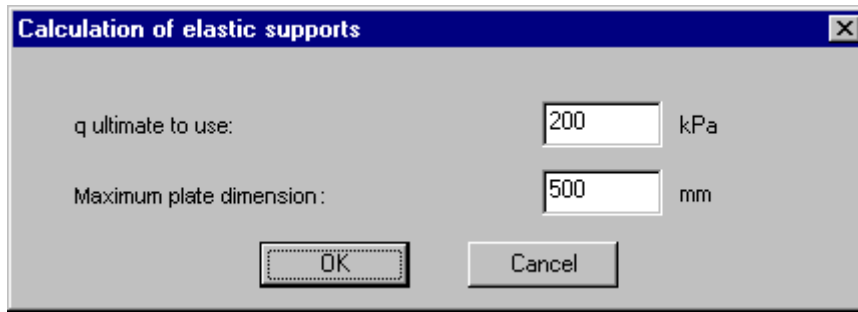 Calculation of elastic supports
q ultimate to use: 200 kPa
Maximum plate dimension: 500 mm
OK Cancel